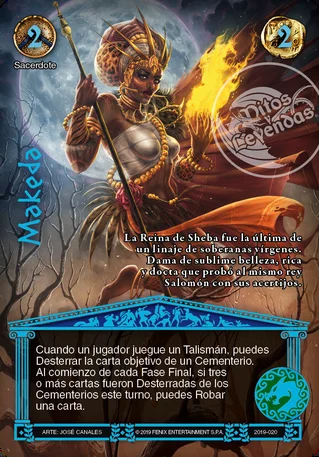 2
2
Sacerdote
Mitos y
Leyendas
Makeda
La Reina de Sheba fue la última de
un linaje de soberanas vírgenes.
Dama de sublime belleza, rica
y docta que probó al mismo rey
Salomón con sus acertijos.
Cuando un jugador juegue un Talismán, puedes
Desterrar la carta objetivo de un Cementerio.
Al comienzo de cada Fase Final, si tres
o más cartas fueron Desterradas de los
Cementerios este turno, puedes Robar
una carta.
ARTE: JOSÉ CANALES
© 2019 FENIX ENTERTAINMENT S.P.A.
2019-020